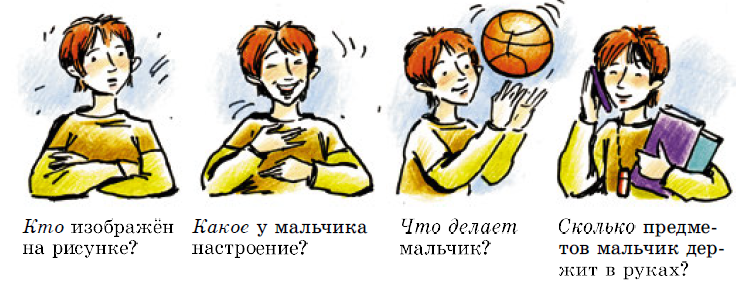 Кто изображён
на рисунке?
Какое у мальчика
настроение?
Что делает
мальчик?
Сколько предме-
тов мальчик дер-
жит в руках?